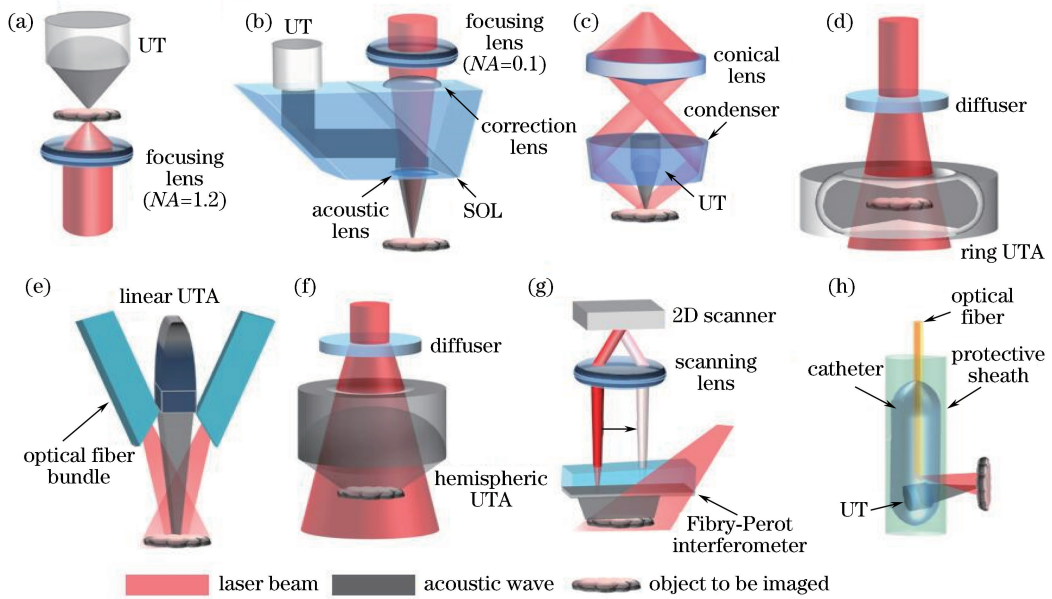 (a)
UT
focusing
lens
(NA=1.2)
(b)
UT
focusing
lens
(NA=0.1)
correction
lens
acoustic
lens
SOL
(c)
conical
lens
condenser
UT
(d)
diffuser
ring UTA
(e)
linear UTA
optical fiber
bundle
(f)
diffuser
hemispheric
UTA
(g)
2D scanner
scanning
lens
Fibry-Perot
interferometer
(h)
optical
fiber
catheter
protective
sheath
UT
laser beam
acoustic wave
object to be imaged